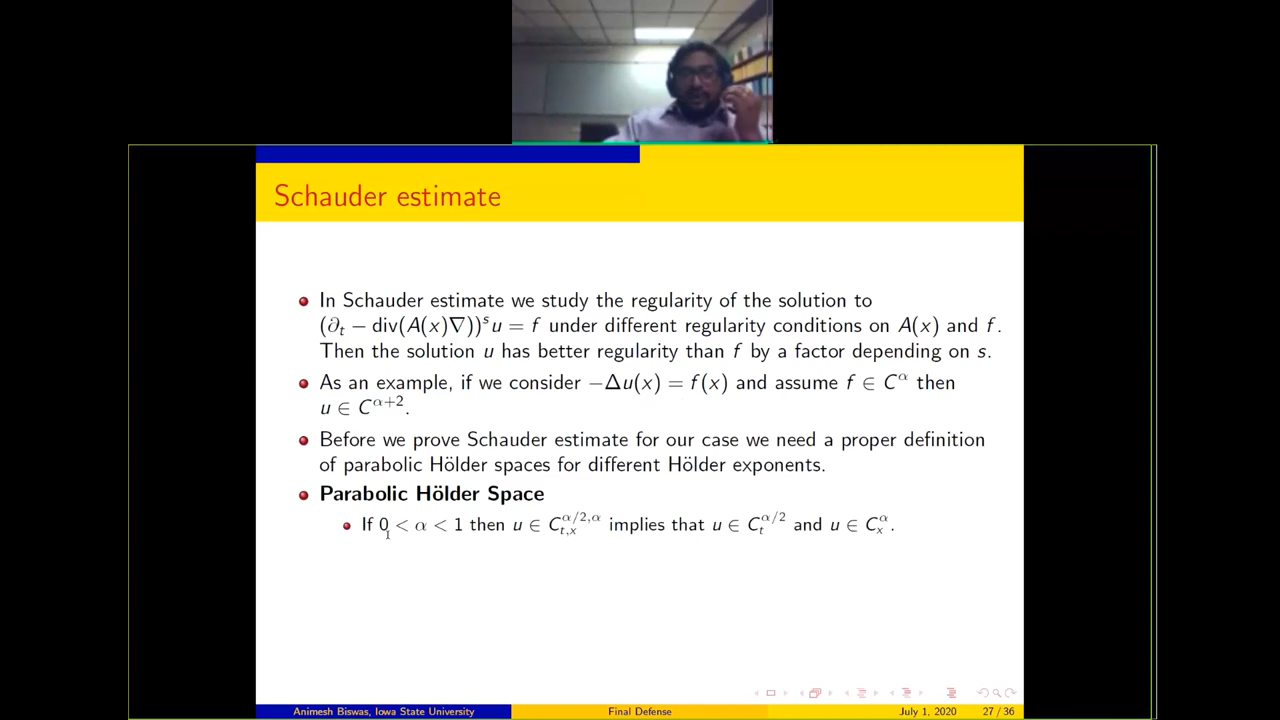 Schauder estimate
In Schauder estimate we study the regularity of the solution to
(∂ₜ − div(A(x)∇))ˢu = f under different regularity conditions on A(x) and f.
Then the solution u has better regularity than f by a factor depending on s.
As an example, if we consider −Δu(x) = f(x) and assume f ∈ C^α then
u ∈ C^{α+2}.
Before we prove Schauder estimate for our case we need a proper definition
of parabolic Hölder spaces for different Hölder exponents.
Parabolic Hölder Space
If 0 < α < 1 then u ∈ C_{t,x}^{α/2,α} implies that u ∈ C_t^{α/2} and u ∈ C_x^α.
Animesh Biswas, Iowa State University Final Defense July 1, 2020 27 / 36